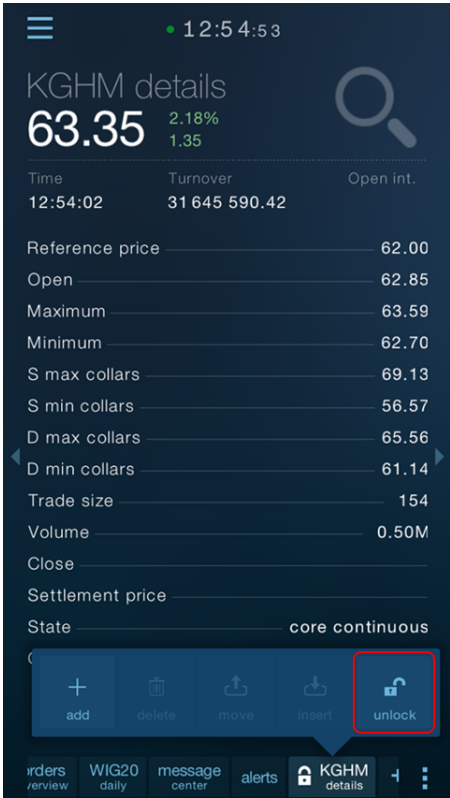 12:54:53
KGHM details
63.35
2.18%
1.35
Time Turnover Open int.
12:54:02 31 645 590.42
Reference price 62.00
Open 62.85
Maximum 63.59
Minimum 62.70
S max collars 69.13
S min collars 56.57
D max collars 65.56
D min collars 61.14
Trade size 154
Volume 0.50M
Close
Settlement price
State core continuous
add delete move insert unlock
orders WIG20 message alerts KGHM
verview daily center details